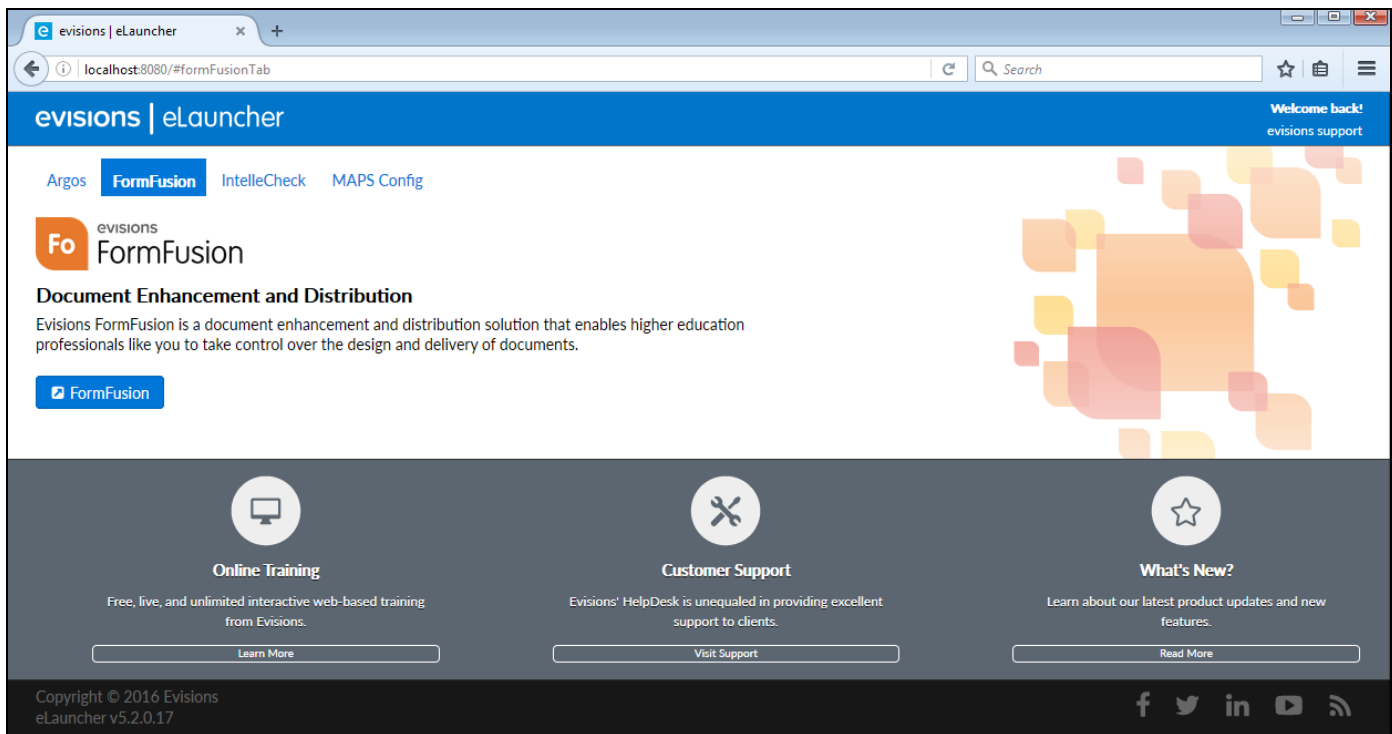 evisions | eLauncher
localhost:8080/#formFusionTab
Search
evisions | eLauncher
Welcome back!
evisions support
Argos FormFusion IntelleCheck MAPS Config
Fo
evisions
FormFusion
Document Enhancement and Distribution
Evisions FormFusion is a document enhancement and distribution solution that enables higher education
professionals like you to take control over the design and delivery of documents.
FormFusion
Online Training
Free, live, and unlimited interactive web-based training
from Evisions.
Learn More
Customer Support
Evisions' HelpDesk is unequaled in providing excellent
support to clients.
Visit Support
What's New?
Learn about our latest product updates and new
features.
Read More
Copyright © 2016 Evisions
eLauncher v5.2.0.17